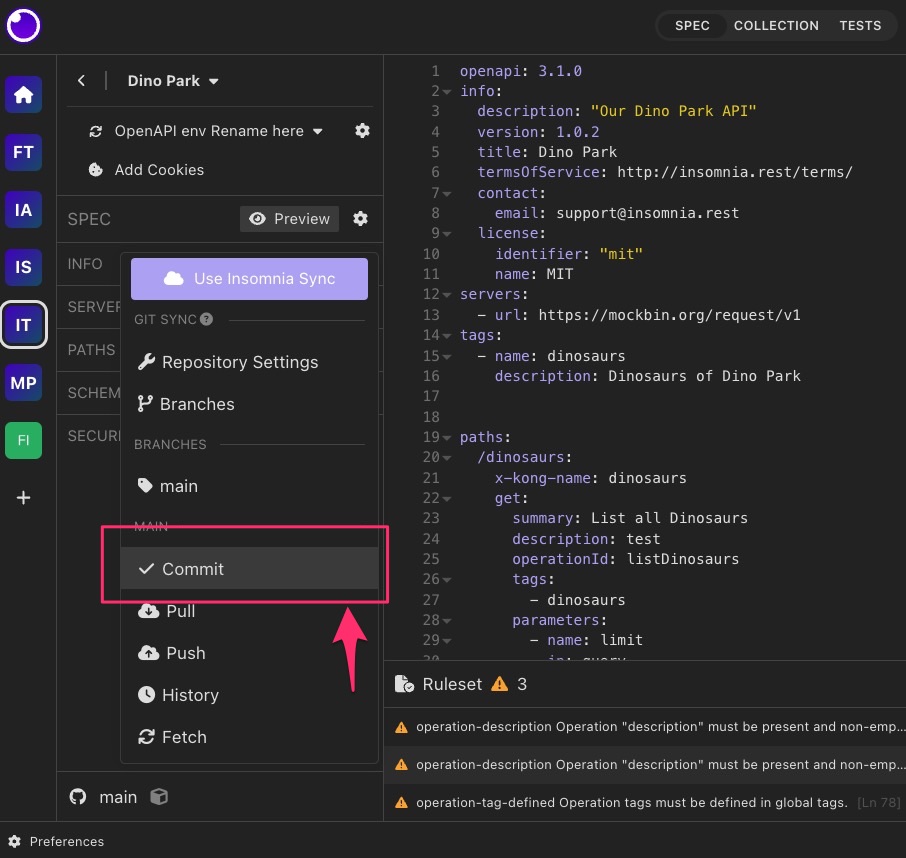 SPEC COLLECTION TESTS
Dino Park
OpenAPI env Rename here
Add Cookies
SPEC Preview
INFO
SERVER
PATHS
SCHEM
SECURI
Use Insomnia Sync
GIT SYNC ?
Repository Settings
Branches
BRANCHES
main
MAIN
Commit
Pull
Push
History
Fetch
main
FT
IA
IS
IT
MP
FI
+
1 openapi: 3.1.0
2 info:
3 description: "Our Dino Park API"
4 version: 1.0.2
5 title: Dino Park
6 termsOfService: http://insomnia.rest/terms/
7 contact:
8 email: support@insomnia.rest
9 license:
10 identifier: "mit"
11 name: MIT
12 servers:
13 - url: https://mockbin.org/request/v1
14 tags:
15 - name: dinosaurs
16 description: Dinosaurs of Dino Park
17
18
19 paths:
20 /dinosaurs:
21 x-kong-name: dinosaurs
22 get:
23 summary: List all Dinosaurs
24 description: test
25 operationId: listDinosaurs
26 tags:
27 - dinosaurs
28 parameters:
29 - name: limit
30 in: query
Ruleset 3
operation-description Operation "description" must be present and non-emp...
operation-description Operation "description" must be present and non-emp...
operation-tag-defined Operation tags must be defined in global tags. [Ln 78]
Preferences